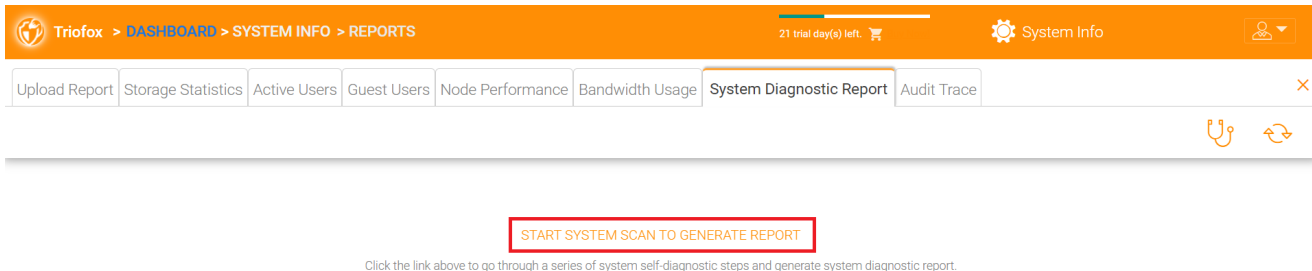 Triofox > DASHBOARD > SYSTEM INFO > REPORTS
21 trial day(s) left.
System Info
Upload Report Storage Statistics Active Users Guest Users Node Performance Bandwidth Usage System Diagnostic Report Audit Trace
START SYSTEM SCAN TO GENERATE REPORT
Click the link above to go through a series of system self-diagnostic steps and generate system diagnostic report.